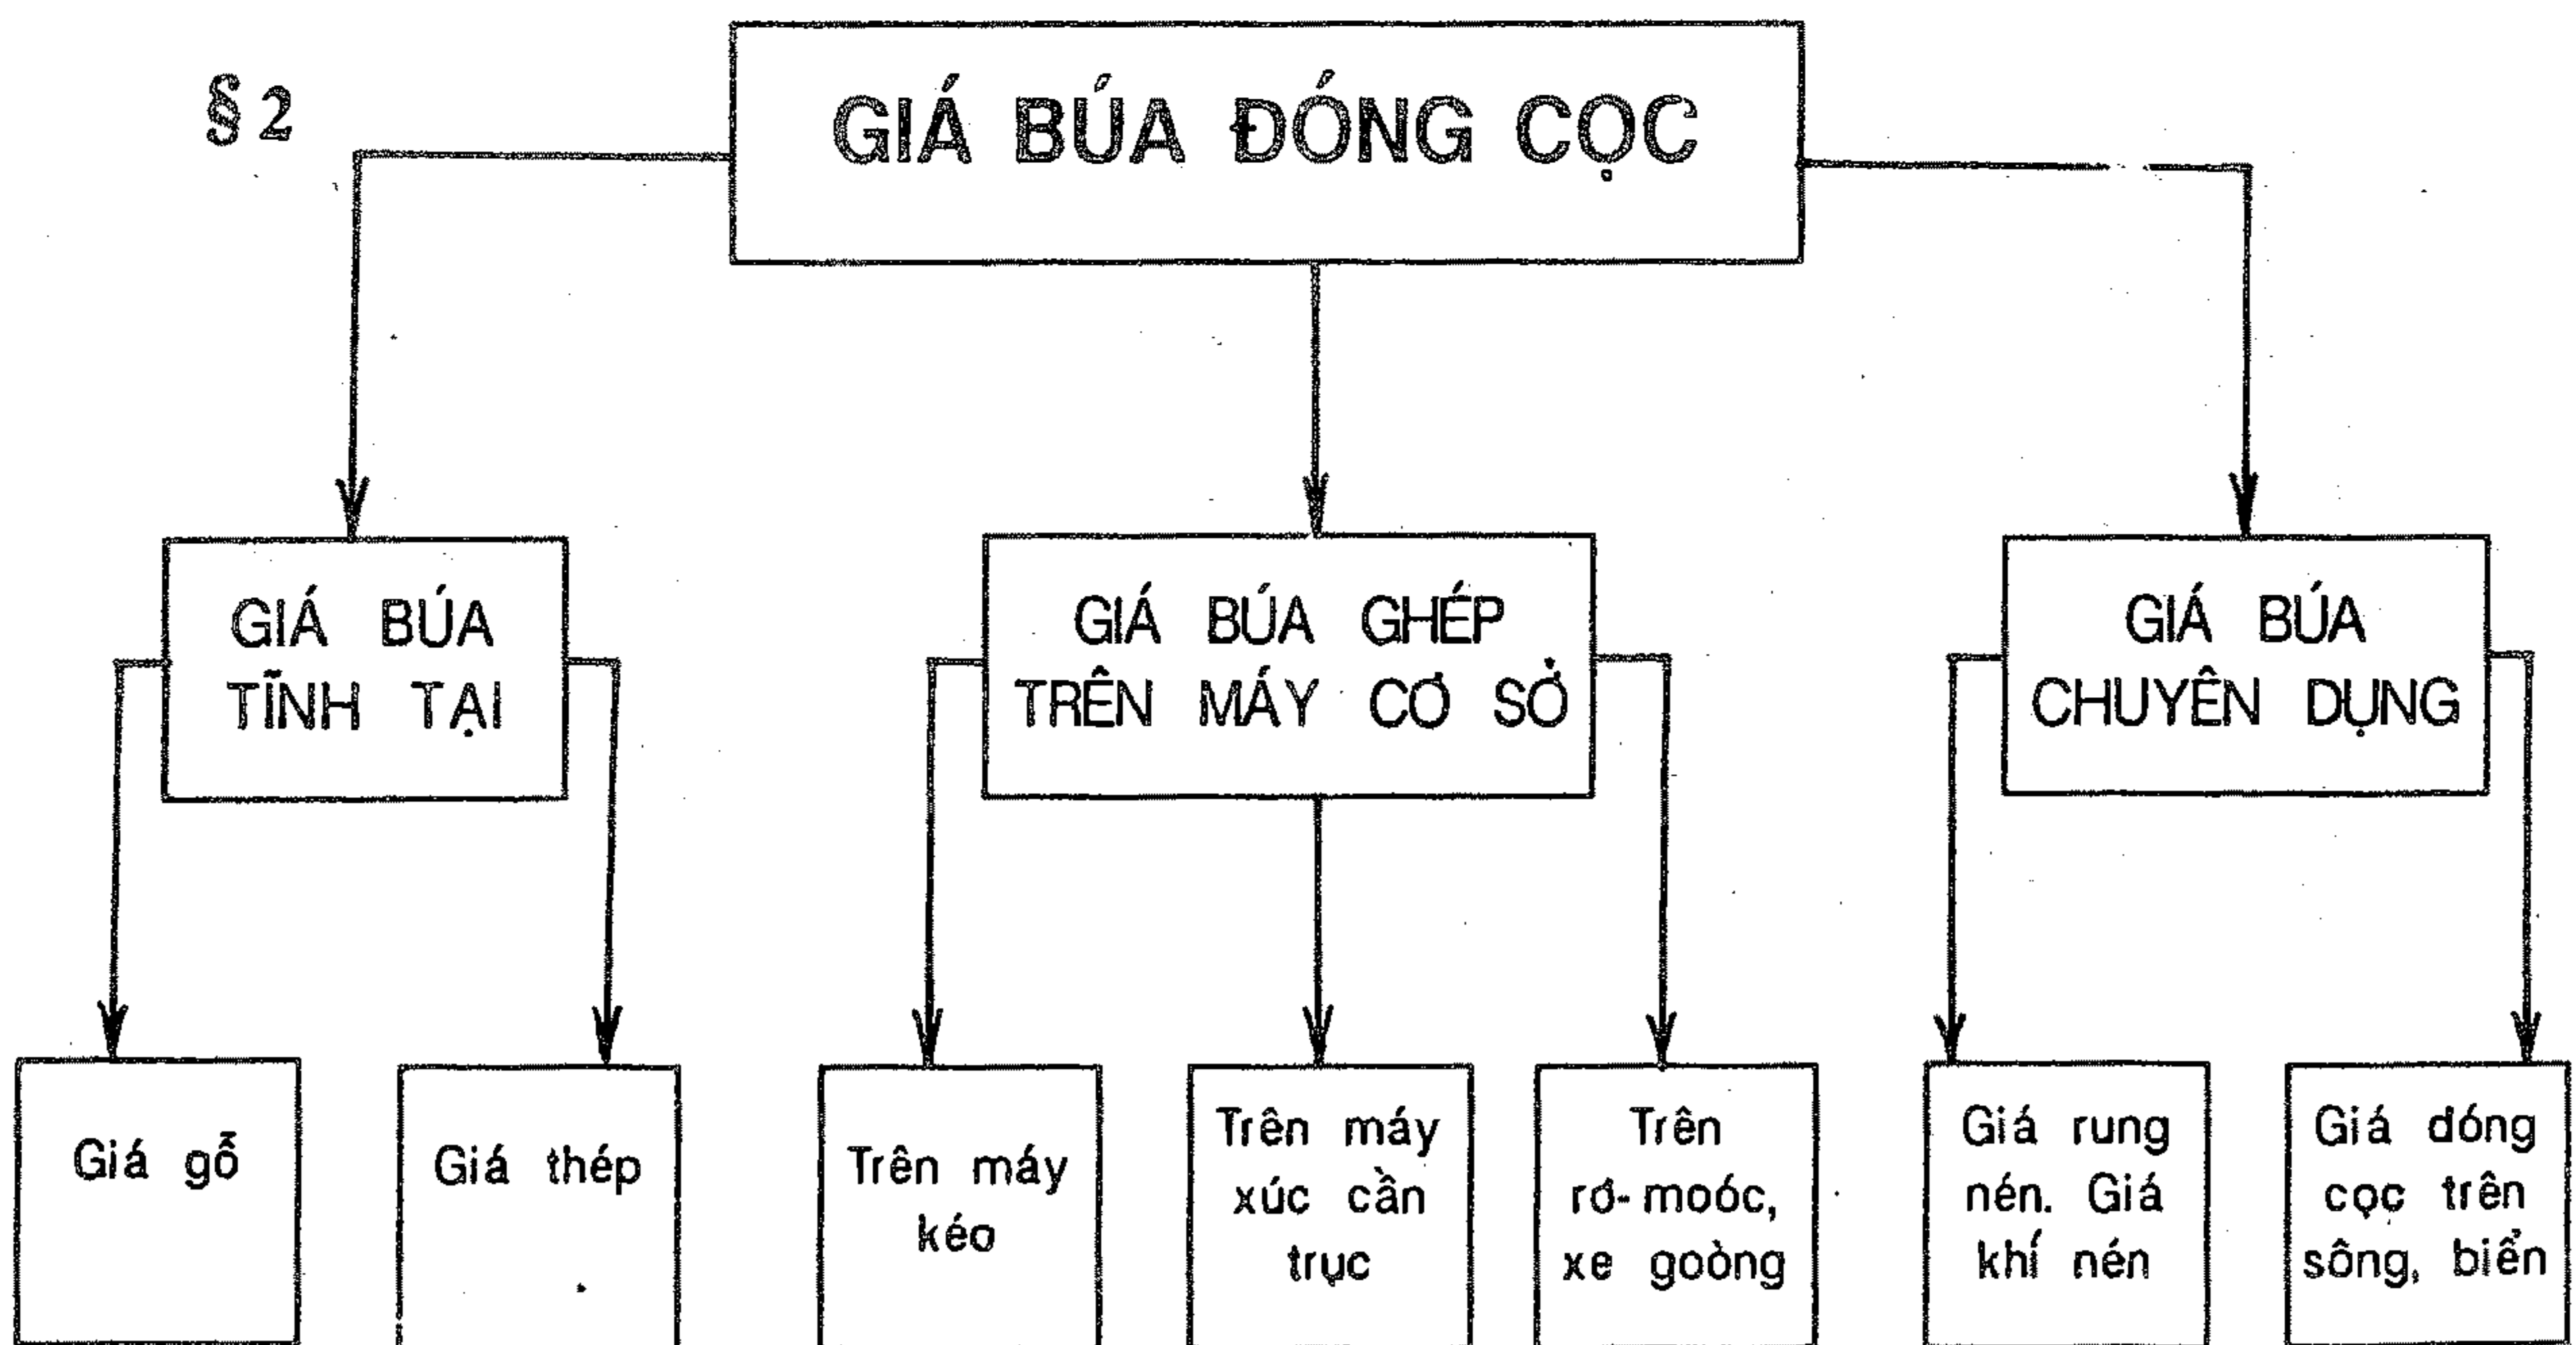 § 2
GIÁ BÚA ĐÓNG CỌC
GIÁ BÚA
TĨNH TẠI
GIÁ BÚA GHÉP
TRÊN MÁY CƠ SỞ
GIÁ BÚA
CHUYÊN DỤNG
Giá gỗ
Giá thép
Trên máy
kéo
Trên máy
xúc cần
trục
Trên
rơ-moóc,
xe goòng
Giá rung
nén. Giá
khí nén
Giá đóng
cọc trên
sông, biển